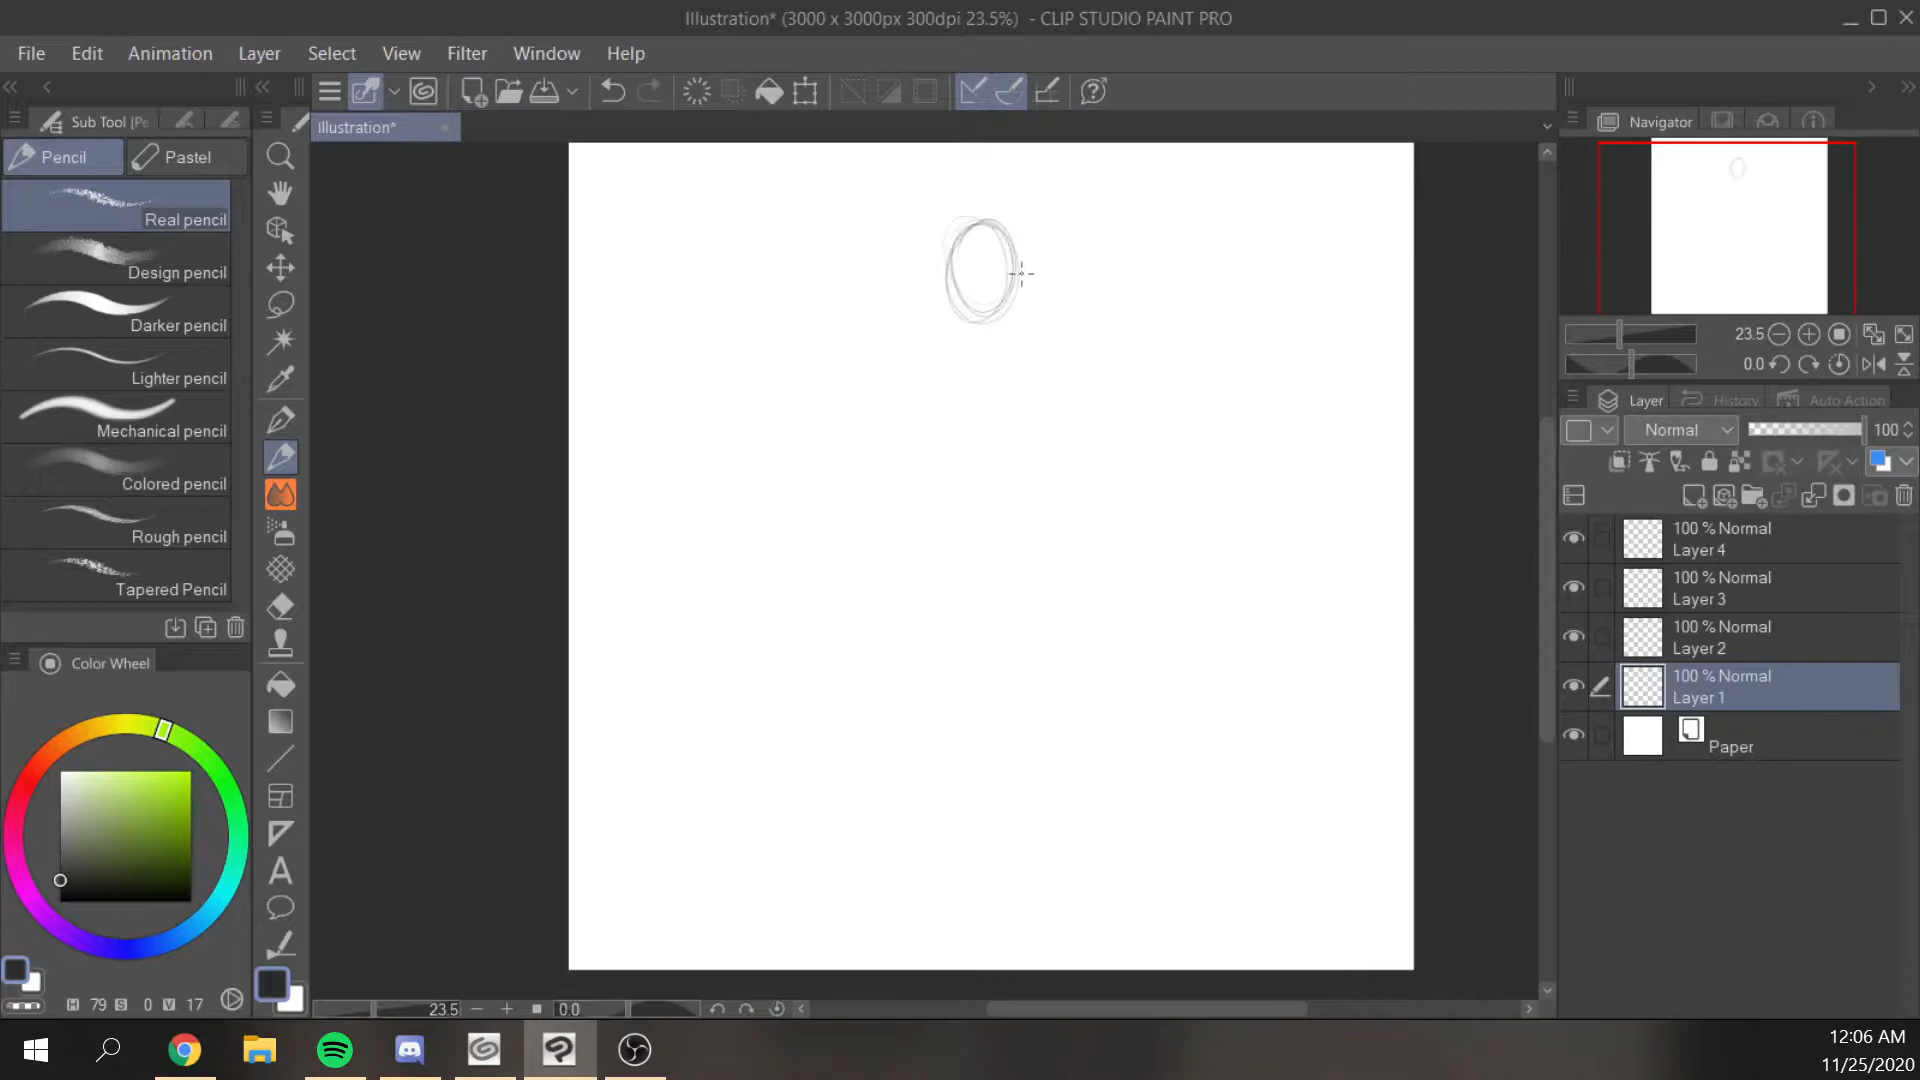 Illustration* (3000 x 3000px 300dpi 23.5%) - CLIP STUDIO PAINT PRO
File Edit Animation Layer Select View Filter Window Help
Sub Tool [Pe
Illustration*
Navigator
Pencil Pastel
Real pencil
Design pencil
Darker pencil
Lighter pencil
Mechanical pencil
Colored pencil
Rough pencil
Tapered Pencil
Color Wheel
H 79 S 0 V 17
23.5
0.0
23.5
0.0
Layer History Auto Action
Normal 100
100 % Normal
Layer 4
100 % Normal
Layer 3
100 % Normal
Layer 2
100 % Normal
Layer 1
Paper
12:06 AM
11/25/2020